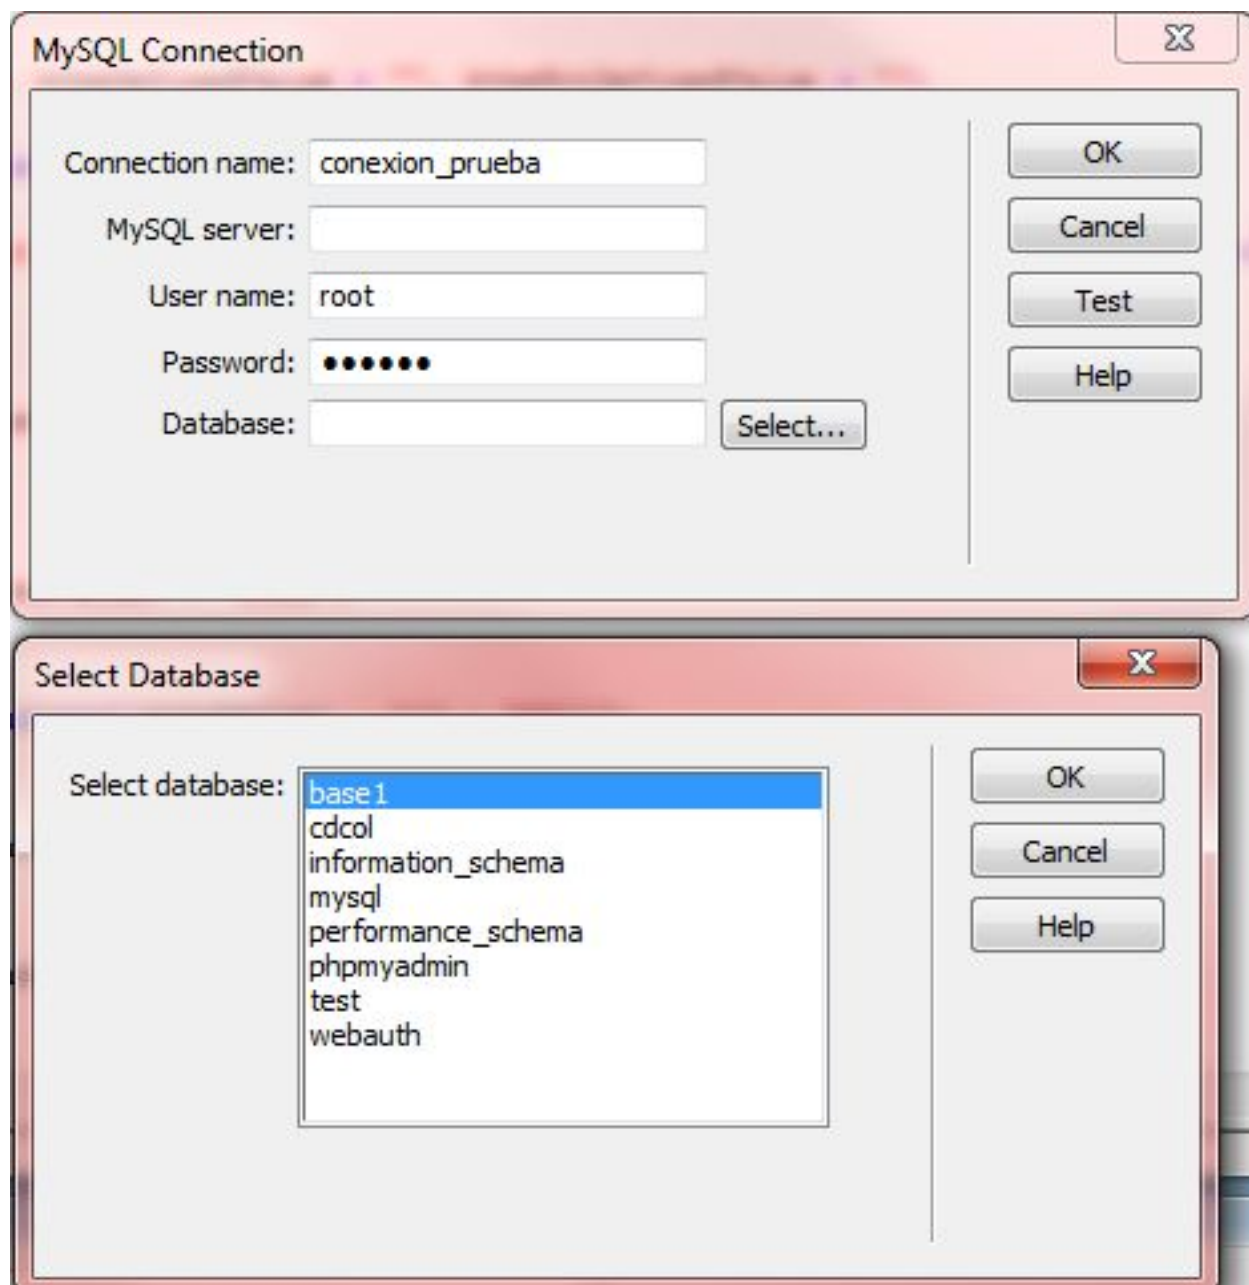 MySQL Connection
Connection name: conexion_prueba
MySQL server:
User name: root
Password: ••••••
Database:
Select...
OK
Cancel
Test
Help
Select Database
Select database:
base1
cdcol
information_schema
mysql
performance_schema
phpmyadmin
test
webauth
OK
Cancel
Help